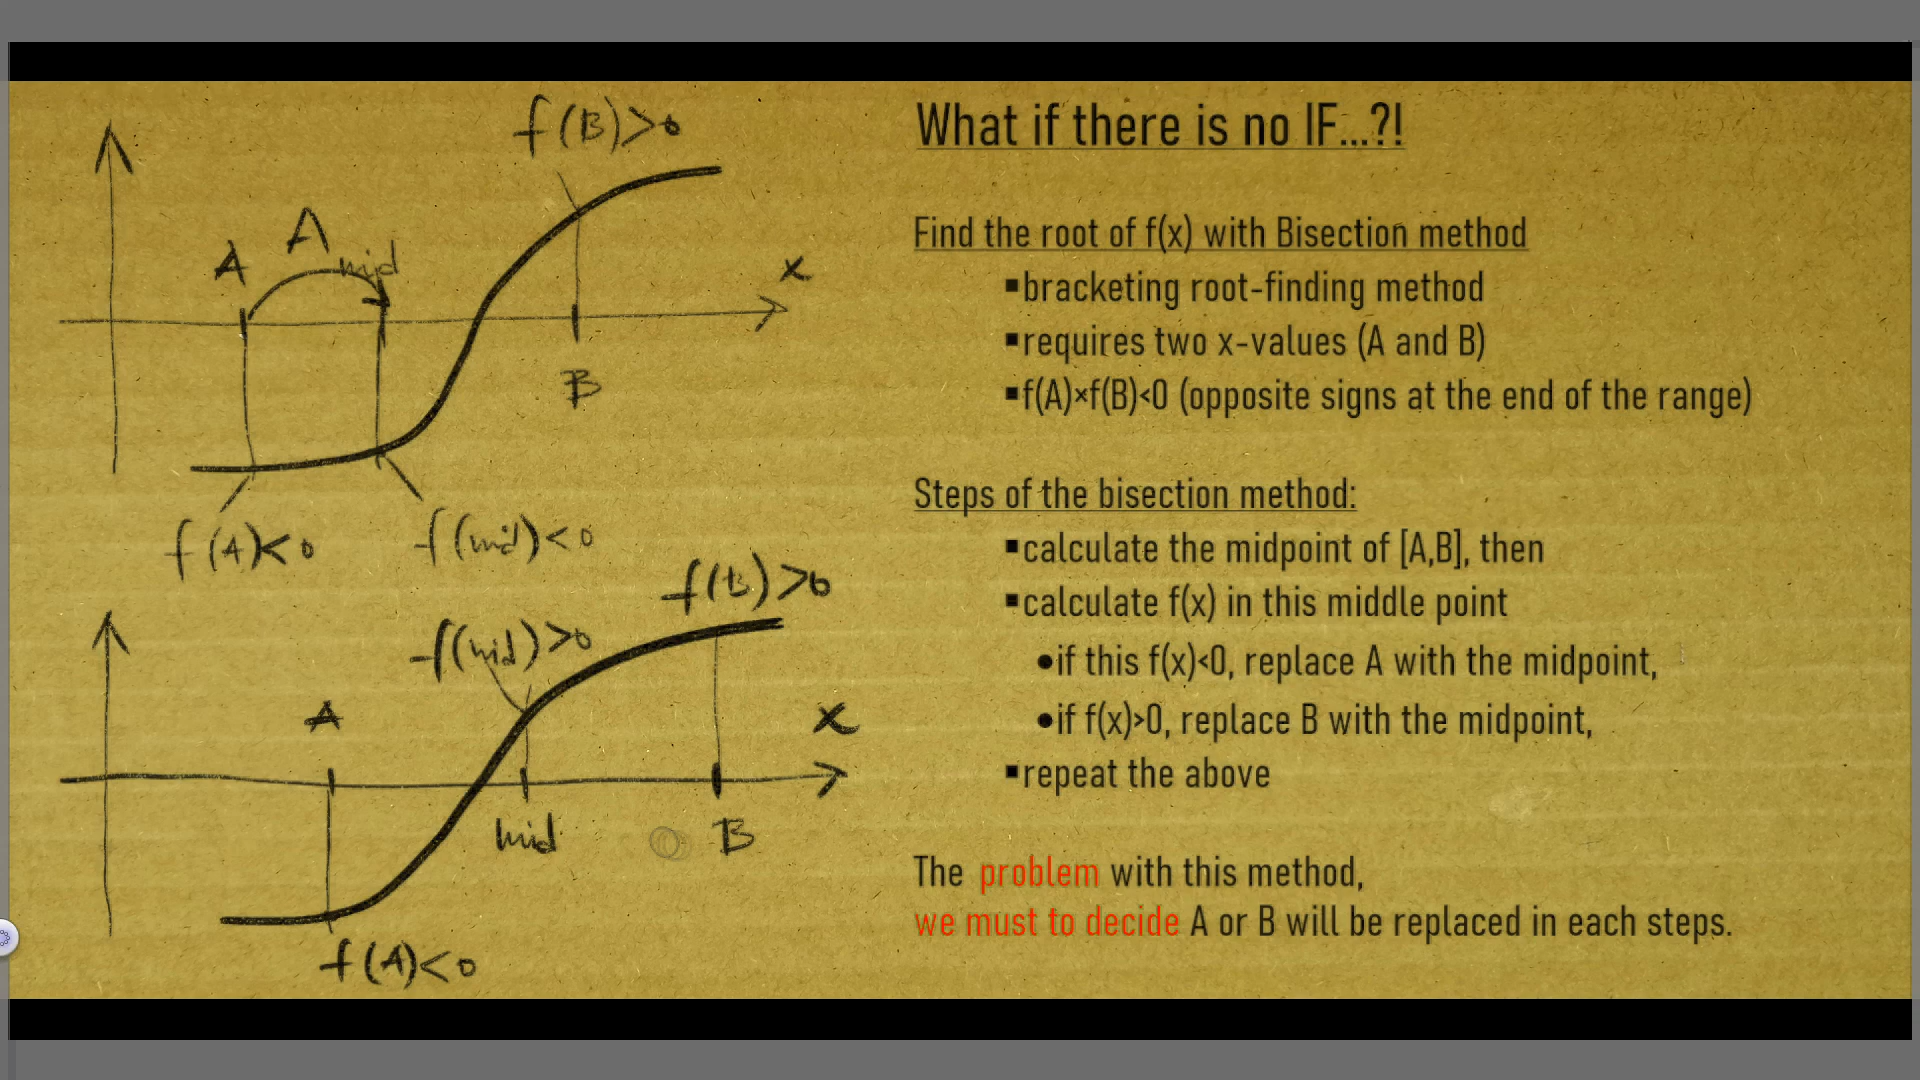 f(B)>0
A
A
mid
x
B
f(A)<0
f(mid)<0
f(B)>0
f(mid)>0
A
x
mid
B
f(A)<0
What if there is no IF...?!
Find the root of f(x) with Bisection method
▪bracketing root-finding method
▪requires two x-values (A and B)
▪f(A)×f(B)<0 (opposite signs at the end of the range)
Steps of the bisection method:
▪calculate the midpoint of [A,B], then
▪calculate f(x) in this middle point
•if this f(x)<0, replace A with the midpoint,
•if f(x)>0, replace B with the midpoint,
▪repeat the above
The problem with this method,
we must to decide A or B will be replaced in each steps.